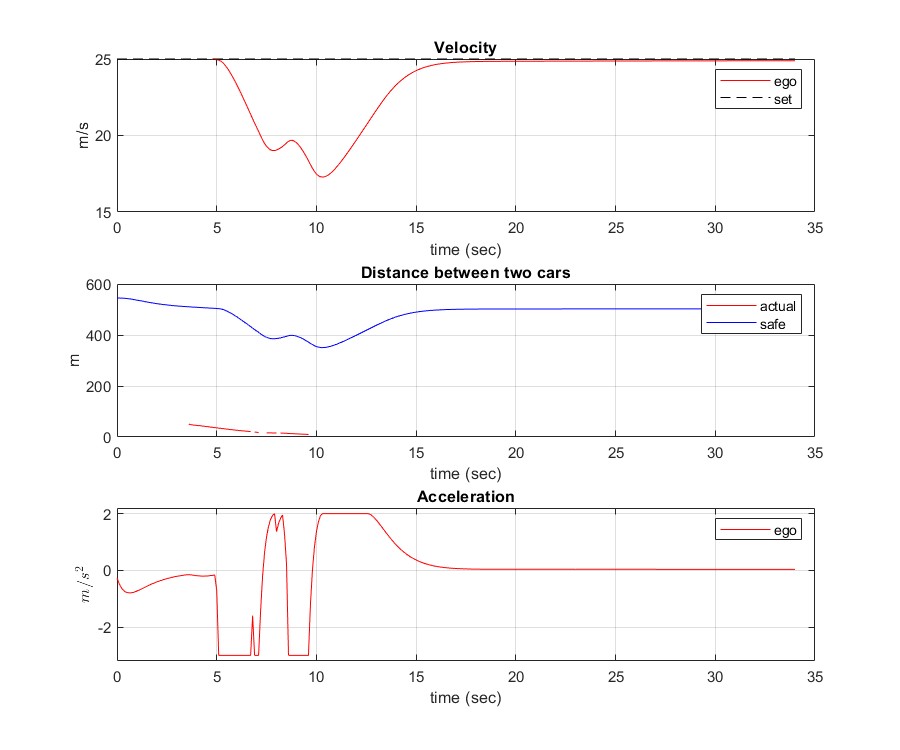 Velocity
25
20
15
m/s
ego
set
0 5 10 15 20 25 30 35
time (sec)
Distance between two cars
600
400
200
0
m
actual
safe
0 5 10 15 20 25 30 35
time (sec)
Acceleration
2
0
-2
m/s²
ego
0 5 10 15 20 25 30 35
time (sec)